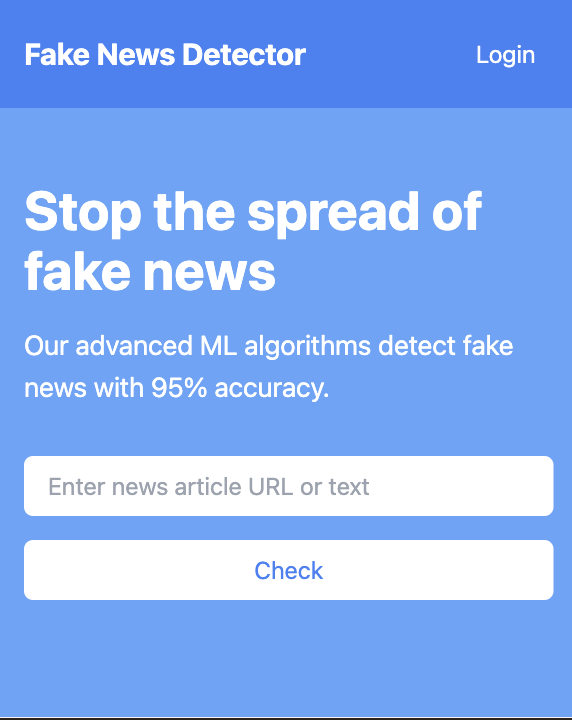 Fake News Detector
Login
Stop the spread of
fake news
Our advanced ML algorithms detect fake
news with 95% accuracy.
Enter news article URL or text
Check